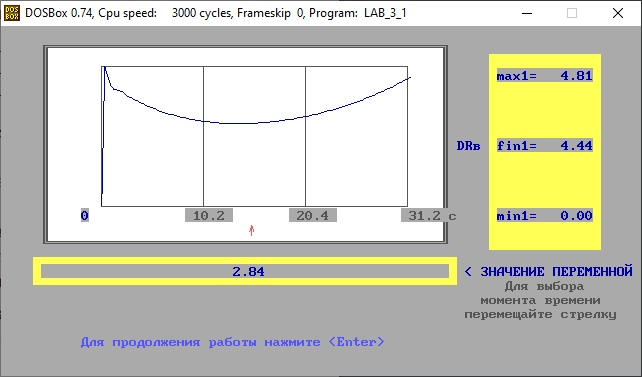 DOSBox 0.74, Cpu speed: 3000 cycles, Frameskip 0, Program: LAB_3_1
max1= 4.81
DRв fin1= 4.44
min1= 0.00
0 10.2 20.4 31.2 с
2.84 < ЗНАЧЕНИЕ ПЕРЕМЕННОЙ
Для выбора
момента времени
перемещайте стрелку
Для продолжения работы нажмите <Enter>